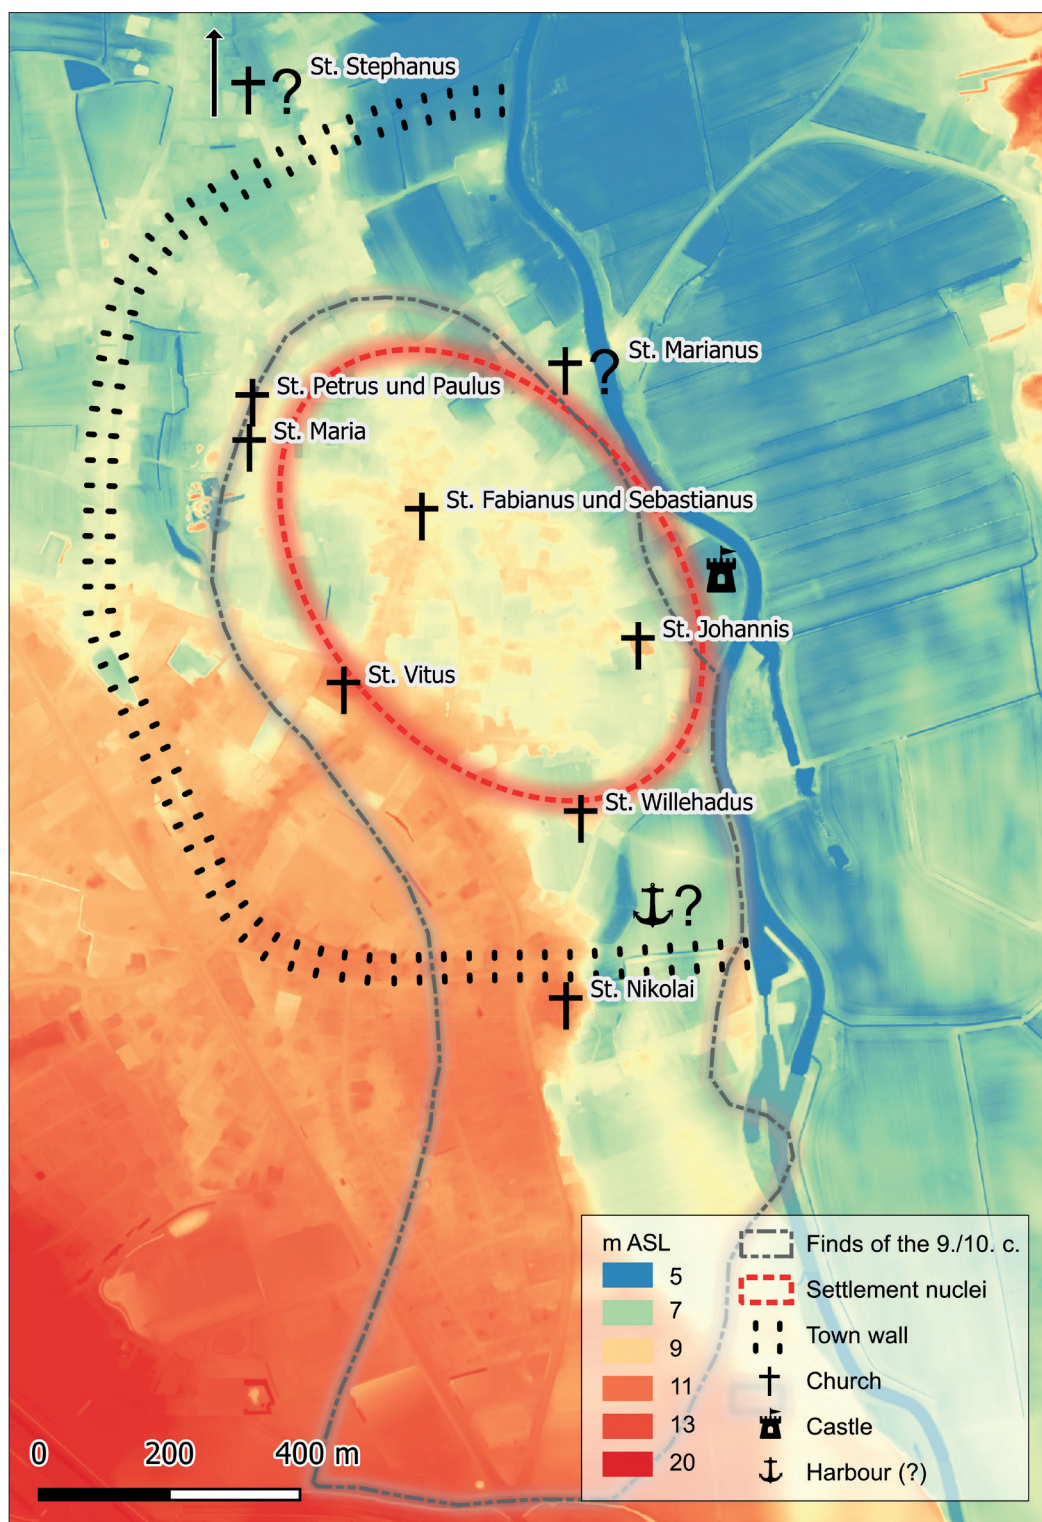 ? St. Stephanus
? St. Marianus
St. Petrus und Paulus
St. Maria
St. Fabianus und Sebastianus
St. Johannis
St. Vitus
St. Willehadus
?
St. Nikolai
m ASL
5
7
9
11
13
20
Finds of the 9./10. c.
Settlement nuclei
Town wall
Church
Castle
Harbour (?)
0 200 400 m